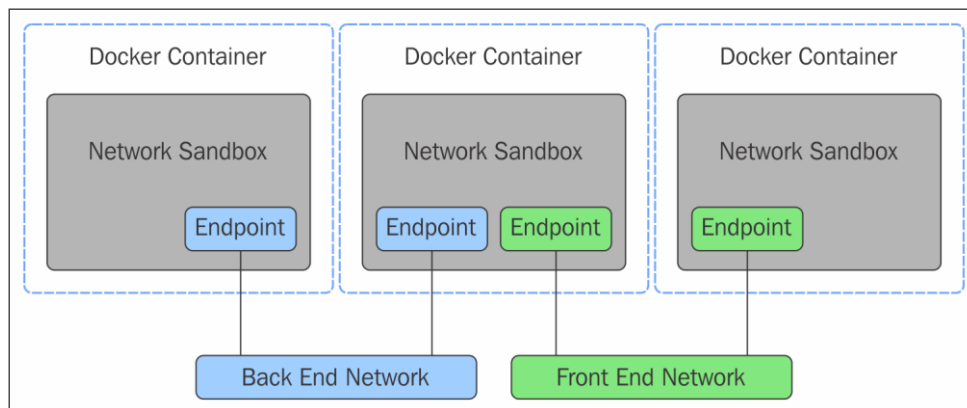 Docker Container
Docker Container
Docker Container
Network Sandbox
Network Sandbox
Network Sandbox
Endpoint
Endpoint
Endpoint
Endpoint
Back End Network
Front End Network